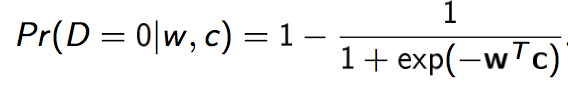 Pr(D = 0|w, c) = 1 − 1 / (1 + exp(−w^T c))